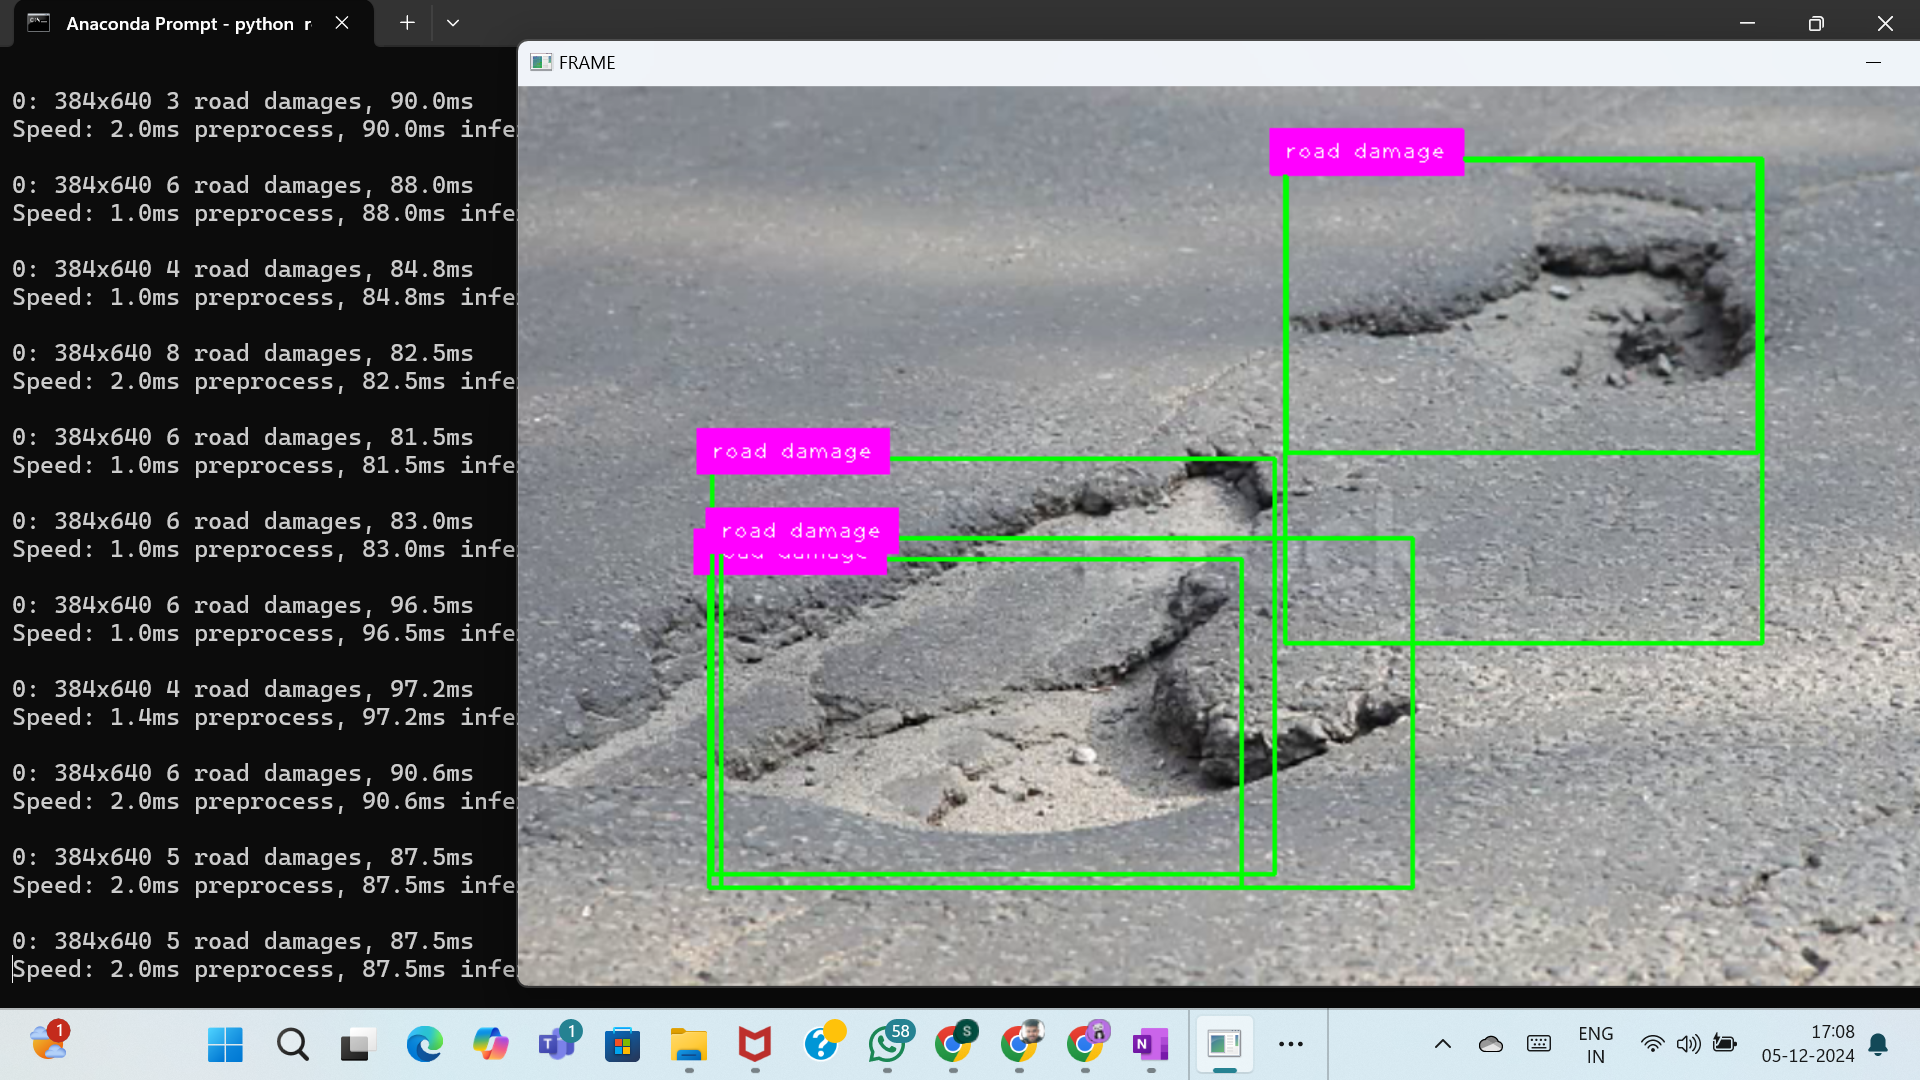 Anaconda Prompt - python r
FRAME
0: 384x640 3 road damages, 90.0ms
Speed: 2.0ms preprocess, 90.0ms infe
0: 384x640 6 road damages, 88.0ms
Speed: 1.0ms preprocess, 88.0ms infe
0: 384x640 4 road damages, 84.8ms
Speed: 1.0ms preprocess, 84.8ms infe
0: 384x640 8 road damages, 82.5ms
Speed: 2.0ms preprocess, 82.5ms infe
0: 384x640 6 road damages, 81.5ms
Speed: 1.0ms preprocess, 81.5ms infe
0: 384x640 6 road damages, 83.0ms
Speed: 1.0ms preprocess, 83.0ms infe
0: 384x640 6 road damages, 96.5ms
Speed: 1.0ms preprocess, 96.5ms infe
0: 384x640 4 road damages, 97.2ms
Speed: 1.4ms preprocess, 97.2ms infe
0: 384x640 6 road damages, 90.6ms
Speed: 2.0ms preprocess, 90.6ms infe
0: 384x640 5 road damages, 87.5ms
Speed: 2.0ms preprocess, 87.5ms infe
0: 384x640 5 road damages, 87.5ms
Speed: 2.0ms preprocess, 87.5ms infe
road damage
road damage
road damage
damage
1
T
1
?
58
S
N
ENG
IN
17:08
05-12-2024